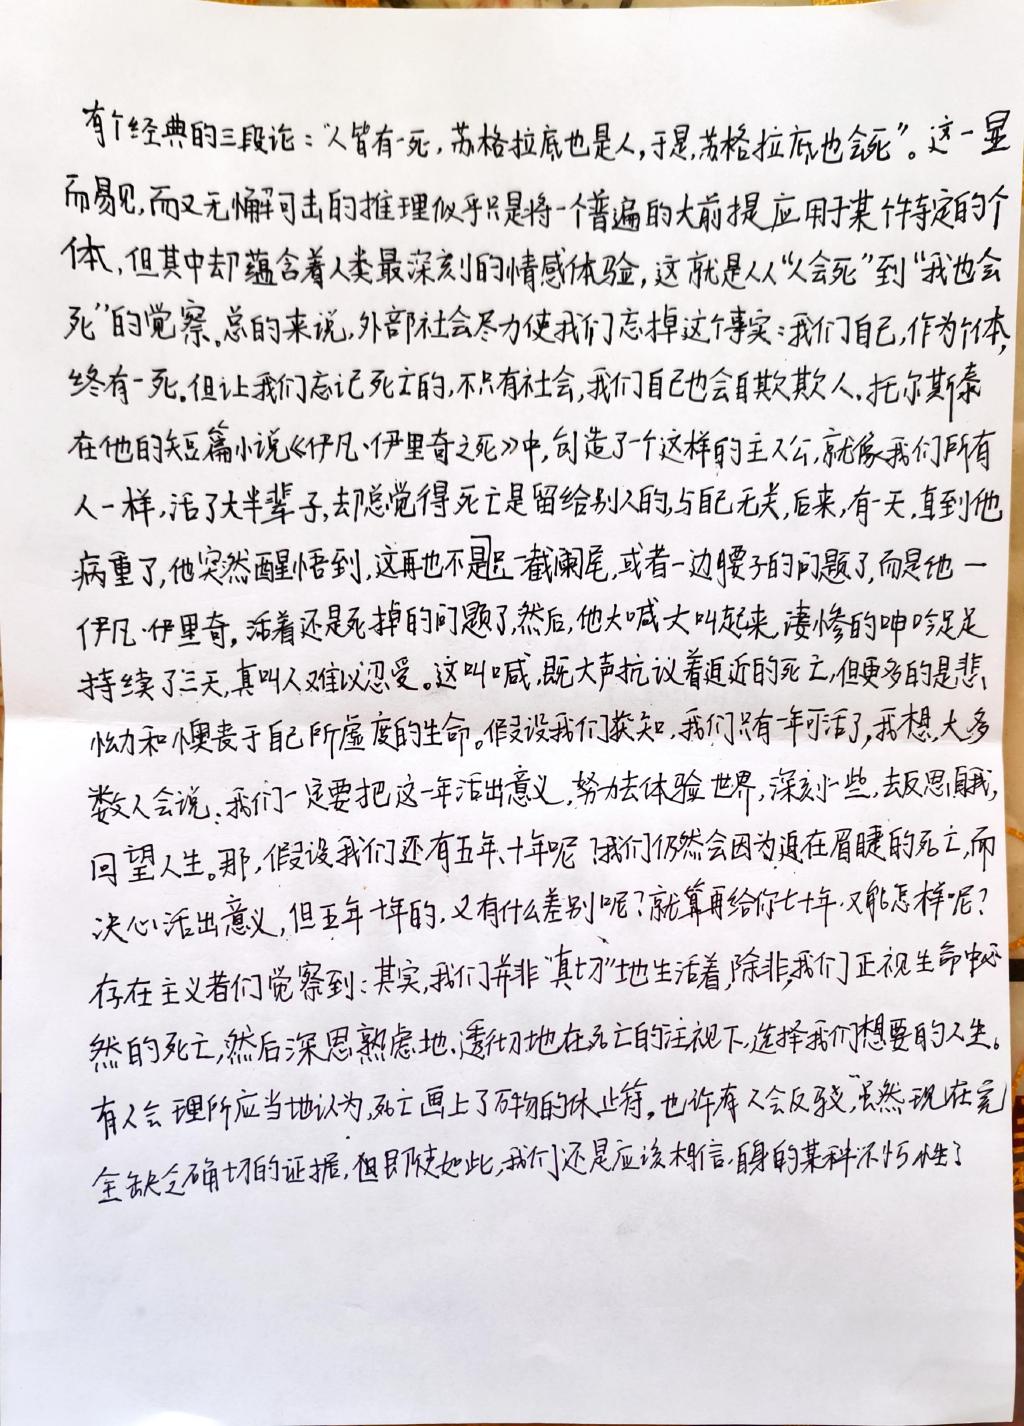 有个经典的三段论：“人皆有一死，苏格拉底也是人，于是，苏格拉底也会死”。这一显
而易见，而又无懈可击的推理似乎只是将一个普遍的大前提应用于某个特定的个
体，但其中却蕴含着人类最深刻的情感体验，这就是从“人会死”到“我也会
死”的觉察。总的来说，外部社会尽力使我们忘掉这个事实：我们自己，作为个体，
终有一死。但让我们忘记死亡的，不只有社会，我们自己也会自欺欺人。托尔斯泰
在他的短篇小说《伊凡·伊里奇之死》中，创造了一个这样的主人公，就像我们所有
人一样，活了大半辈子，却总觉得死亡是留给别人的，与自己无关，后来，有一天，直到他
病重了，他突然醒悟到，这再也不是一截阑尾，或者一边腰子的问题了，而是他一
伊凡·伊里奇，活着还是死掉的问题了，然后，他大喊大叫起来，凄惨的呻吟足足
持续了三天，真叫人难以忍受。这叫喊，既大声抗议着迫近的死亡，但更多的是悲、
恸和懊丧于自己所虚度的生命。假设我们获知，我们只有一年可活了，我想，大多
数人会说，我们一定要把这一年活出意义，努力去体验世界，深刻一些，去反思自我，
回望人生。那，假设我们还有五年、十年呢？我们仍然会因为迫在眉睫的死亡，而
决心活出意义，但五年十年的，又有什么差别呢？就算再给你七十年，又能怎样呢？
存在主义者们觉察到：其实，我们并非“真切”地生活着，除非，我们正视生命中必
然的死亡，然后深思熟虑地、透彻地在死亡的注视下，选择我们想要的人生。
有人会理所应当地认为，死亡画上了万物的休止符。也许有人会反驳，“虽然现在完
全缺乏确切的证据，但即使如此，我们还是应该相信自身的某种不朽性了